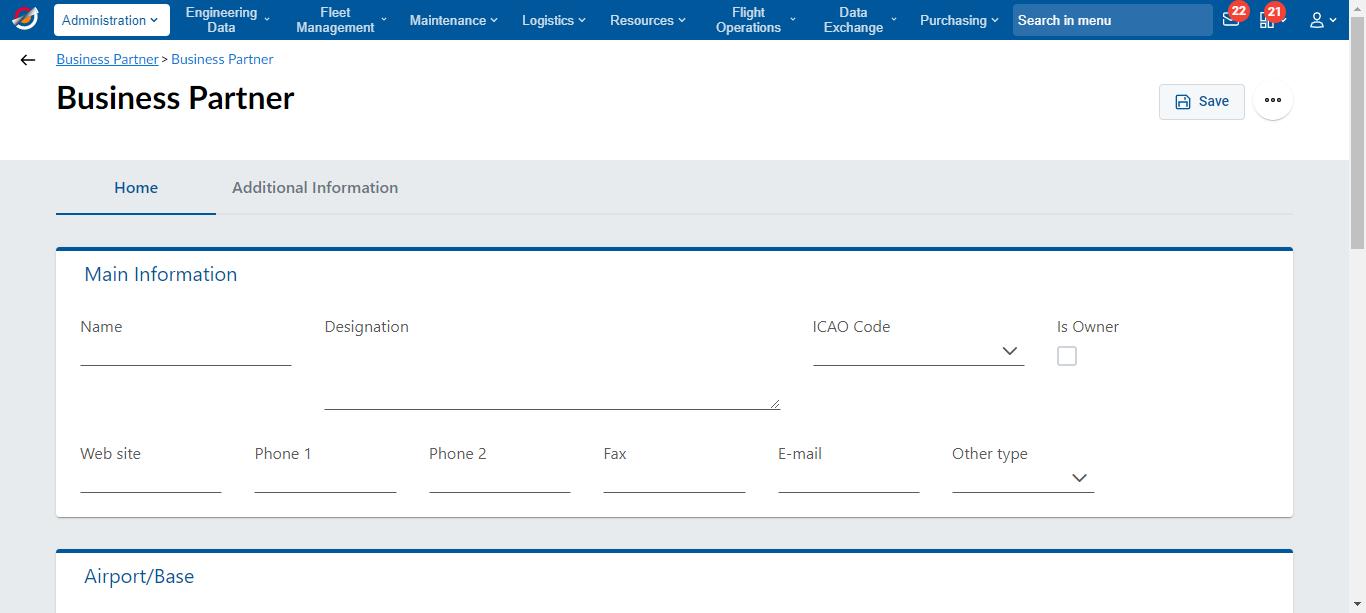 Administration
Engineering Data
Fleet Management
Maintenance
Logistics
Resources
Flight Operations
Data Exchange
Purchasing
Search in menu
22
21
Business Partner > Business Partner
Business Partner
Save
Home
Additional Information
Main Information
Name
Designation
ICAO Code
Is Owner
Web site
Phone 1
Phone 2
Fax
E-mail
Other type
Airport/Base